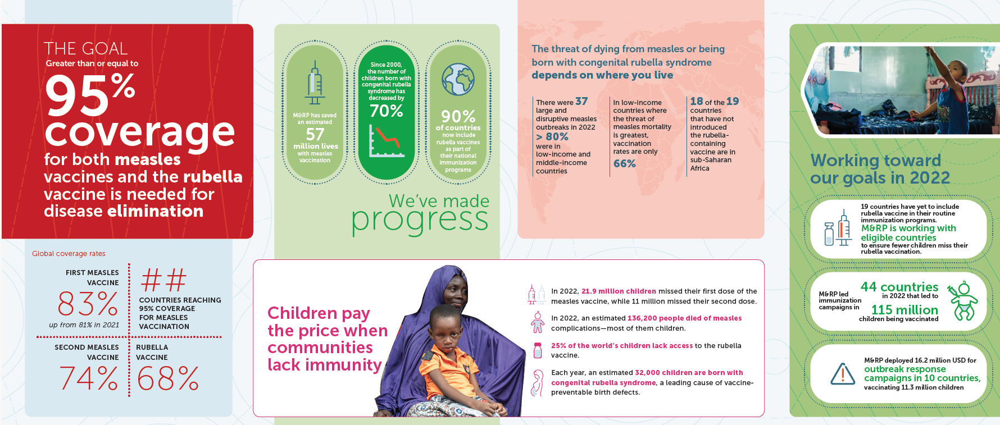 THE GOAL
Greater than or equal to
95%
coverage
for both measles
vaccines and the rubella
vaccine is needed for
disease elimination
Global coverage rates
FIRST MEASLES
VACCINE
83%
up from 81% in 2021
##
COUNTRIES REACHING
95% COVERAGE
FOR MEASLES
VACCINATION
SECOND MEASLES
VACCINE
74%
RUBELLA
VACCINE
68%
M&RP has saved
an estimated
57
million lives
with measles
vaccination
Since 2000,
the number of
children born with
congenital rubella
syndrome has
decreased by
70%
90%
of countries
now include
rubella vaccines
as part of
their national
immunization
programs
We've made
progress
The threat of dying from measles or being
born with congenital rubella syndrome
depends on where you live
There were 37
large and
disruptive measles
outbreaks in 2022
> 80%
were in
low-income and
middle-income
countries
In low-income
countries where
the threat of
measles mortality
is greatest,
vaccination
rates are only
66%
18 of the 19
countries
that have not
introduced
the rubella-
containing
vaccine are in
sub-Saharan
Africa
Children pay
the price when
communities
lack immunity
In 2022, 21.9 million children missed their first dose of the
measles vaccine, while 11 million missed their second dose.
In 2022, an estimated 136,200 people died of measles
complications—most of them children.
25% of the world's children lack access to the rubella
vaccine.
Each year, an estimated 32,000 children are born with
congenital rubella syndrome, a leading cause of vaccine-
preventable birth defects.
Working toward
our goals in 2022
19 countries have yet to include
rubella vaccine in their routine
immunization programs.
M&RP is working with
eligible countries
to ensure fewer children miss their
rubella vaccination.
M&RP led
immunization
campaigns in
44 countries
in 2022 that led to
115 million
children being vaccinated
M&RP deployed 16.2 million USD for
outbreak response
campaigns in 10 countries,
vaccinating 11.3 million children